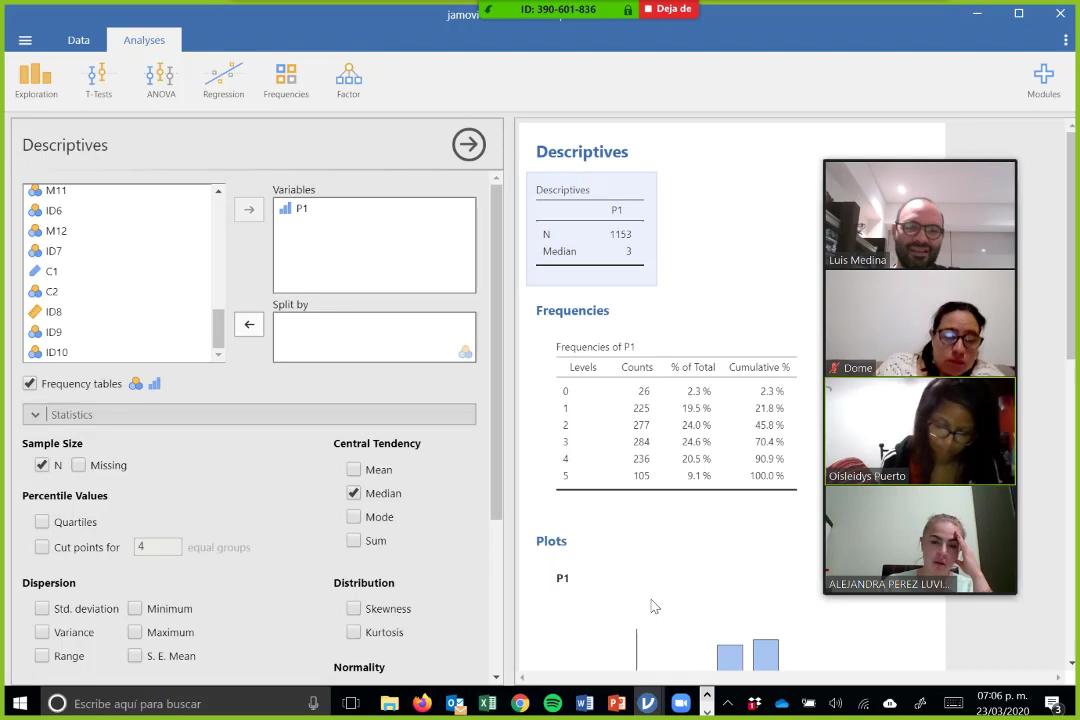 jamovi
ID: 390-601-836
Deja de
Data
Analyses
Exploration
T-Tests
ANOVA
Regression
Frequencies
Factor
Modules
Descriptives
M11
ID6
M12
ID7
C1
C2
ID8
ID9
ID10
Variables
P1
Split by
Frequency tables
Statistics
Sample Size
N
Missing
Percentile Values
Quartiles
Cut points for 4 equal groups
Dispersion
Std. deviation
Minimum
Variance
Maximum
Range
S. E. Mean
Central Tendency
Mean
Median
Mode
Sum
Distribution
Skewness
Kurtosis
Normality
Descriptives
Descriptives
P1
N 1153
Median 3
Frequencies
Frequencies of P1
Levels Counts % of Total Cumulative %
0 26 2.3 % 2.3 %
1 225 19.5 % 21.8 %
2 277 24.0 % 45.8 %
3 284 24.6 % 70.4 %
4 236 20.5 % 90.9 %
5 105 9.1 % 100.0 %
Plots
P1
Luis Medina
Dome
Oisleidys Puerto
ALEJANDRA PEREZ LUVI...
Escribe aquí para buscar
07:06 p. m.
23/03/2020
3